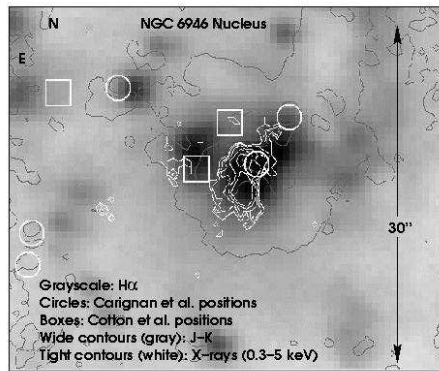 N
NGC 6946 Nucleus
E
30"
Grayscale: Hα
Circles: Carignan et al. positions
Boxes: Cotton et al. positions
Wide contours (gray): J-K
Tight contours (white): X-rays (0.3-5 keV)